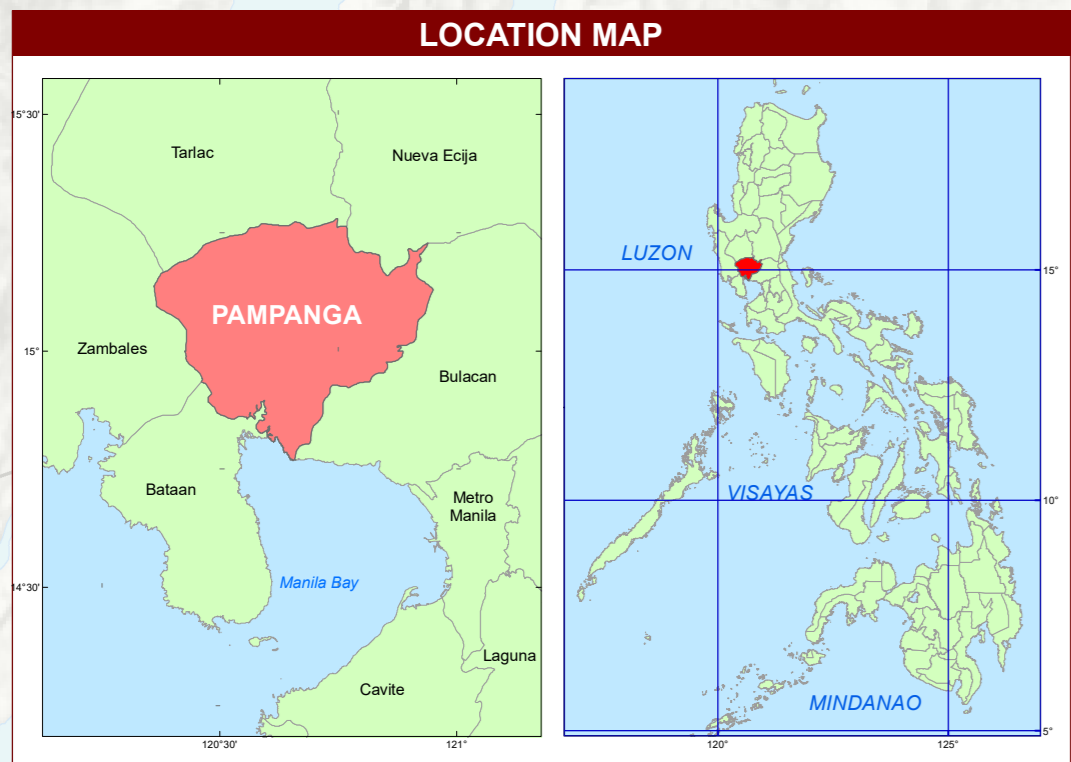 LOCATION MAP
15°30'
Tarlac
Nueva Ecija
PAMPANGA
15°
Zambales
Bulacan
Bataan
Metro
Manila
14°30'
Manila Bay
Laguna
Cavite
120°30'
121°
LUZON
15°
VISAYAS
10°
MINDANAO
5°
120°
125°